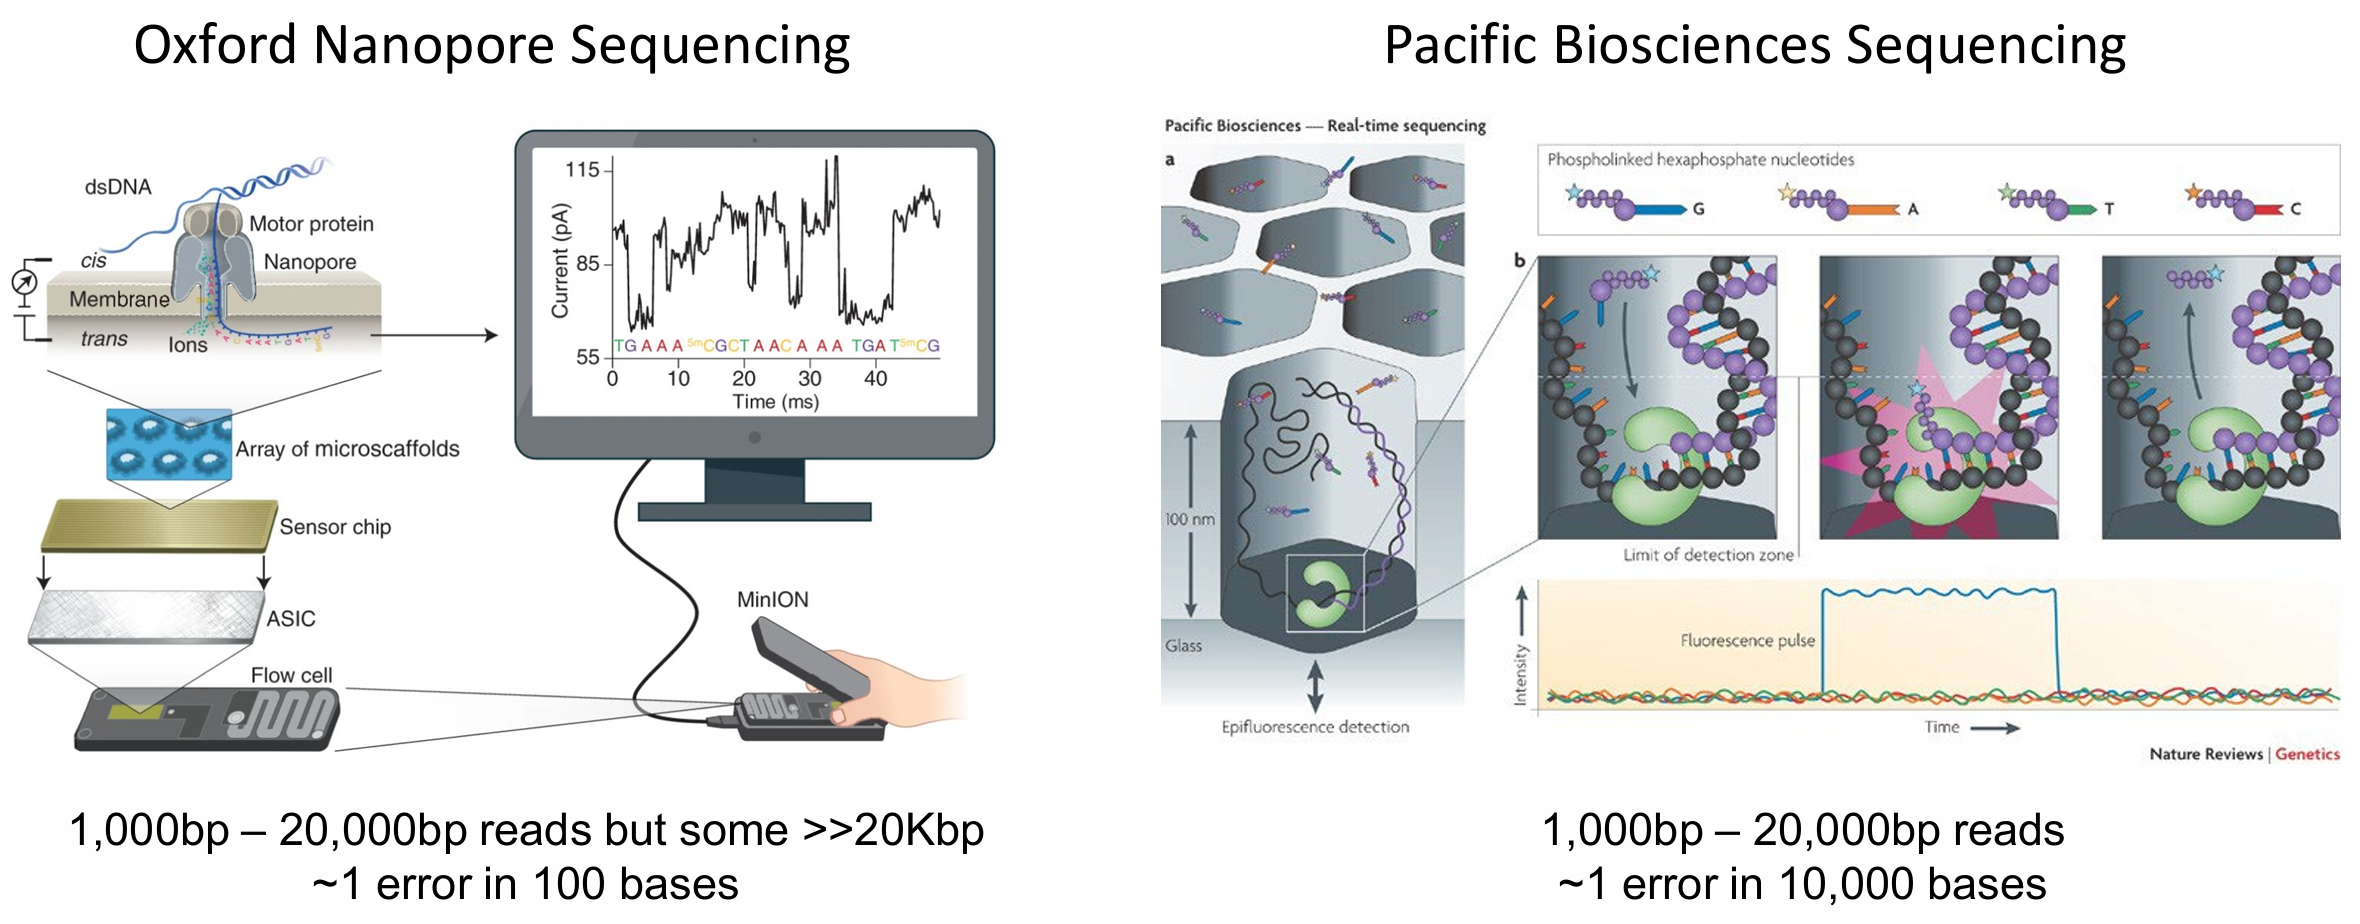 Oxford Nanopore Sequencing
dsDNA
Motor protein
cis
Nanopore
Membrane
trans
Ions
Array of microscaffolds
Sensor chip
ASIC
Flow cell
115
85
55
Current (pA)
TGAAA5mCGCTAACA AA TGAT5mCG
0 10 20 30 40
Time (ms)
MinION
1,000bp – 20,000bp reads but some >>20Kbp
~1 error in 100 bases
Pacific Biosciences Sequencing
Pacific Biosciences — Real-time sequencing
a
100 nm
Glass
Epifluorescence detection
Phospholinked hexaphosphate nucleotides
G A T C
b
Limit of detection zone
Fluorescence pulse
Intensity
Time
Nature Reviews | Genetics
1,000bp – 20,000bp reads
~1 error in 10,000 bases